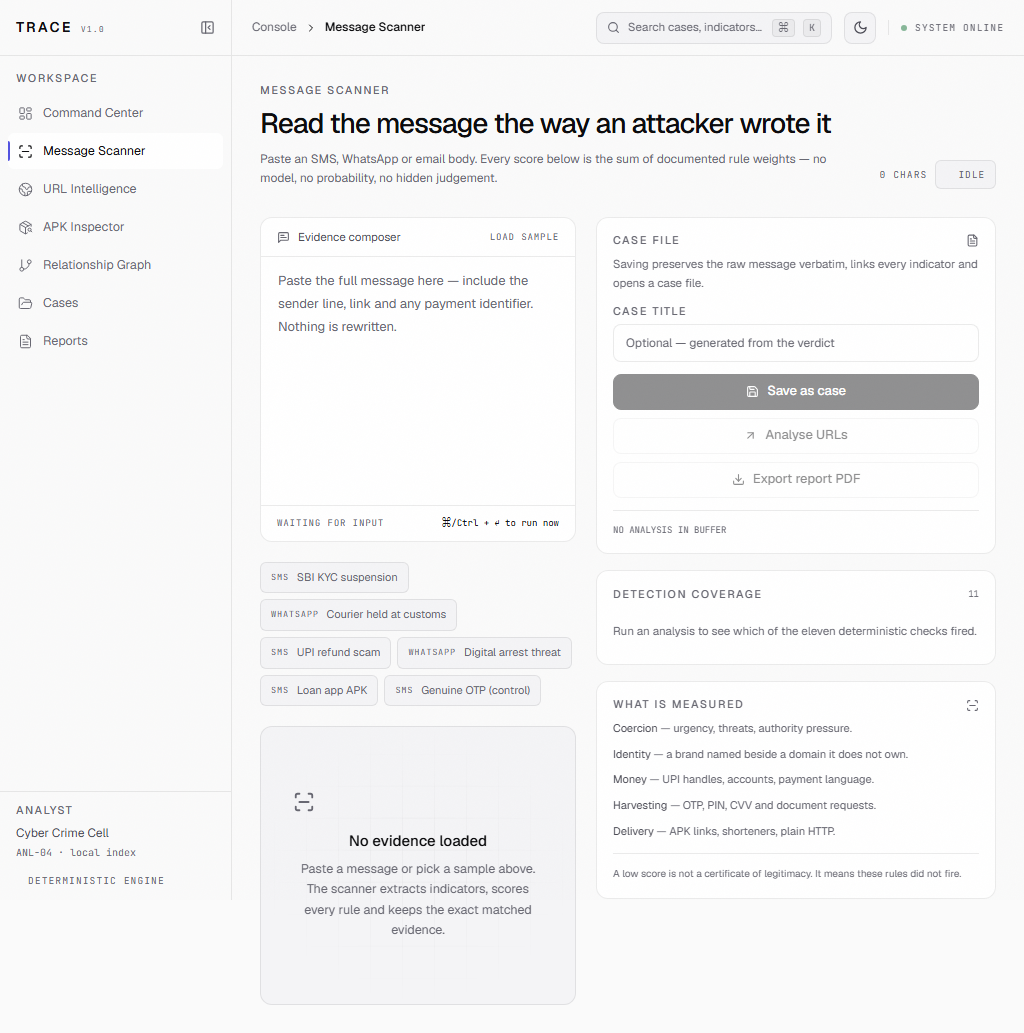 TRACE V1.0
Console > Message Scanner
Search cases, indicators... ⌘ K
SYSTEM ONLINE
WORKSPACE
Command Center
Message Scanner
URL Intelligence
APK Inspector
Relationship Graph
Cases
Reports
ANALYST
Cyber Crime Cell
ANL-04 · local index
DETERMINISTIC ENGINE
MESSAGE SCANNER
Read the message the way an attacker wrote it
Paste an SMS, WhatsApp or email body. Every score below is the sum of documented rule weights — no
model, no probability, no hidden judgement.
0 CHARS IDLE
Evidence composer LOAD SAMPLE
Paste the full message here — include the
sender line, link and any payment identifier.
Nothing is rewritten.
WAITING FOR INPUT ⌘/Ctrl + ↵ to run now
SMS SBI KYC suspension
WHATSAPP Courier held at customs
SMS UPI refund scam WHATSAPP Digital arrest threat
SMS Loan app APK SMS Genuine OTP (control)
No evidence loaded
Paste a message or pick a sample above.
The scanner extracts indicators, scores
every rule and keeps the exact matched
evidence.
CASE FILE
Saving preserves the raw message verbatim, links every indicator and
opens a case file.
CASE TITLE
Optional — generated from the verdict
Save as case
Analyse URLs
Export report PDF
NO ANALYSIS IN BUFFER
DETECTION COVERAGE 11
Run an analysis to see which of the eleven deterministic checks fired.
WHAT IS MEASURED
Coercion — urgency, threats, authority pressure.
Identity — a brand named beside a domain it does not own.
Money — UPI handles, accounts, payment language.
Harvesting — OTP, PIN, CVV and document requests.
Delivery — APK links, shorteners, plain HTTP.
A low score is not a certificate of legitimacy. It means these rules did not fire.